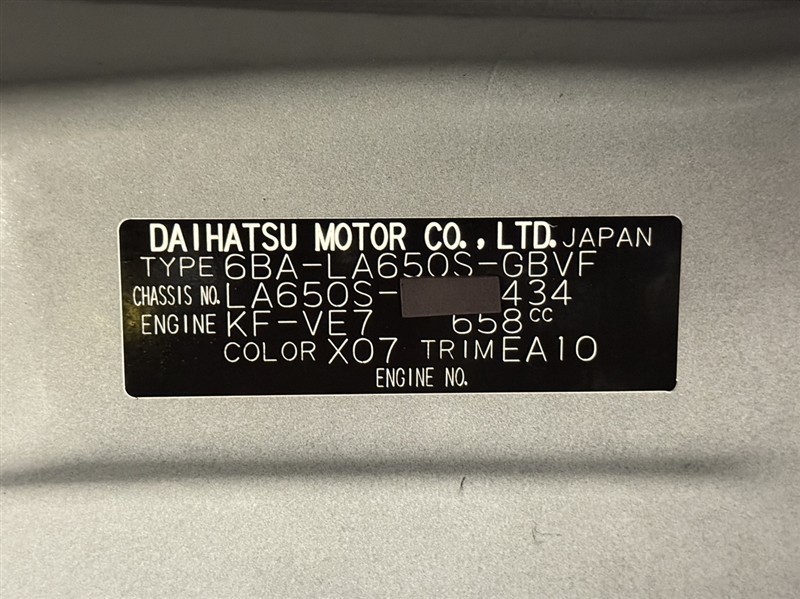 DAIHATSU MOTOR CO., LTD. JAPAN
TYPE 6BA-LA650S-GBVF
CHASSIS NO. LA650S- 434
ENGINE KF-VE7 658cc
COLOR X07 TRIM EA10
ENGINE NO.